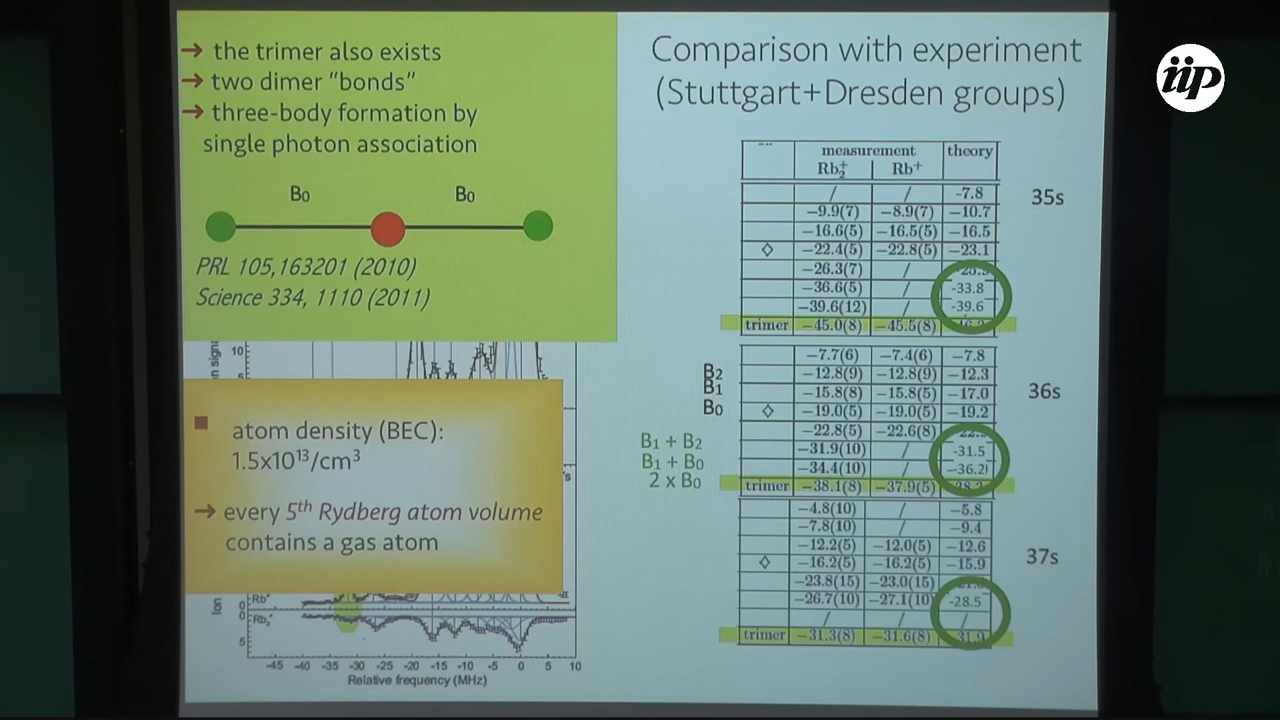 → the trimer also exists
→ two dimer “bonds”
→ three-body formation by
single photon association
B0 B0
PRL 105,163201 (2010)
Science 334, 1110 (2011)
■ atom density (BEC):
1.5x10¹³/cm³
→ every 5th Rydberg atom volume
contains a gas atom
10
Rb+
0
0
5
-45 -40 -35 -30 -25 -20 -15 -10 -5 0 5 10
Relative frequency (MHz)
Comparison with experiment
(Stuttgart+Dresden groups)
iip
measurement theory
Rb2+ Rb+
/ / -7.8
35s
-9.9(7) -8.9(7) -10.7
-16.6(5) -16.5(5) -16.5
◇ -22.4(5) -22.8(5) -23.1
-26.3(7) /
-36.6(5) / -33.8
-39.6(12) / -39.6
trimer -45.0(8) -45.5(8)
-7.7(6) -7.4(6) -7.8
B2 -12.8(9) -12.8(9) -12.3
B1 -15.8(8) -15.8(5) -17.0
36s
B0 ◇ -19.0(5) -19.0(5) -19.2
-22.8(5) -22.6(8)
B1 + B2 -31.9(10) / -31.5
B1 + B0 -34.4(10) / -36.2
2 x B0 trimer -38.1(8) -37.9(5)
-4.8(10) / -5.8
-7.8(10) / -9.4
-12.2(5) -12.0(5) -12.6
37s
◇ -16.2(5) -16.2(5) -15.9
-23.8(15) -23.0(15)
-26.7(10) -27.1(10) -28.5
/ / /
trimer -31.3(8) -31.6(8) -31.9